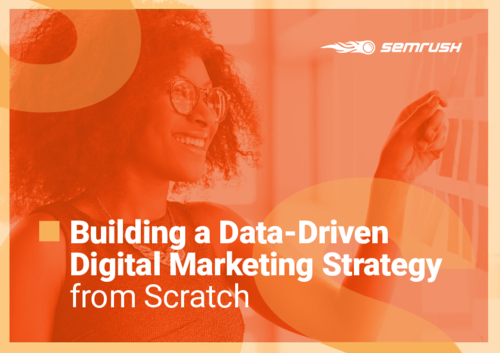 semrush
Building a Data-Driven
Digital Marketing Strategy
from Scratch